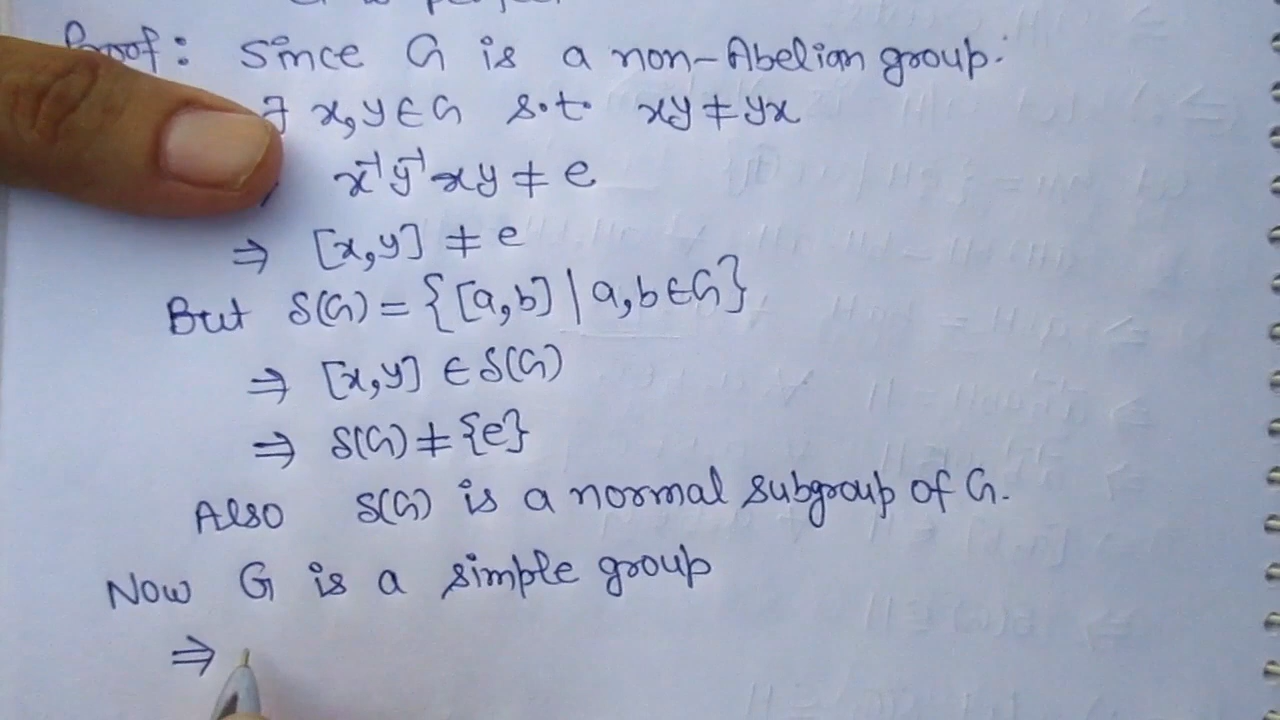 Proof: Since G is a non-Abelian group.
∃ x,y∈G s.t. xy≠yx
x⁻¹y⁻¹xy≠e
⇒ [x,y] ≠ e
But δ(G)={[a,b] | a,b∈G}
⇒ [x,y] ∈ δ(G)
⇒ δ(G)≠{e}
Also δ(G) is a normal subgroup of G.
Now G is a simple group
⇒